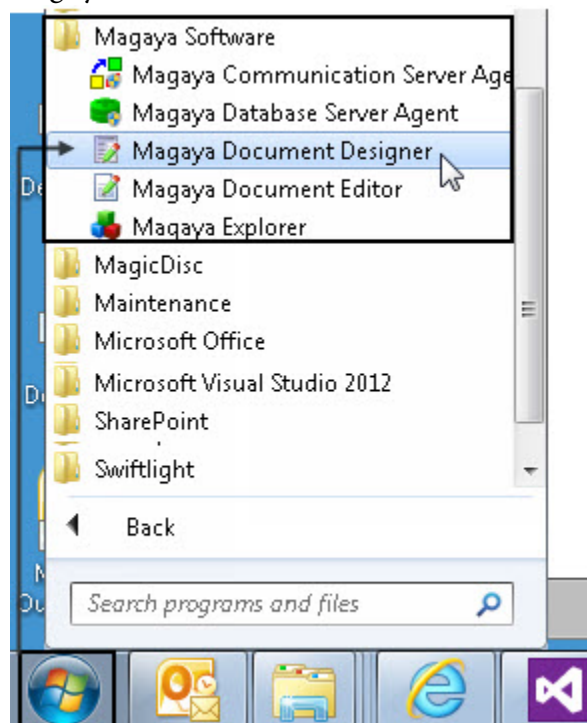 Magaya Software
Magaya Communication Server Age
Magaya Database Server Agent
Magaya Document Designer
Magaya Document Editor
Magaya Explorer
MagicDisc
Maintenance
Microsoft Office
Microsoft Visual Studio 2012
SharePoint
Swiftlight
Back
Search programs and files